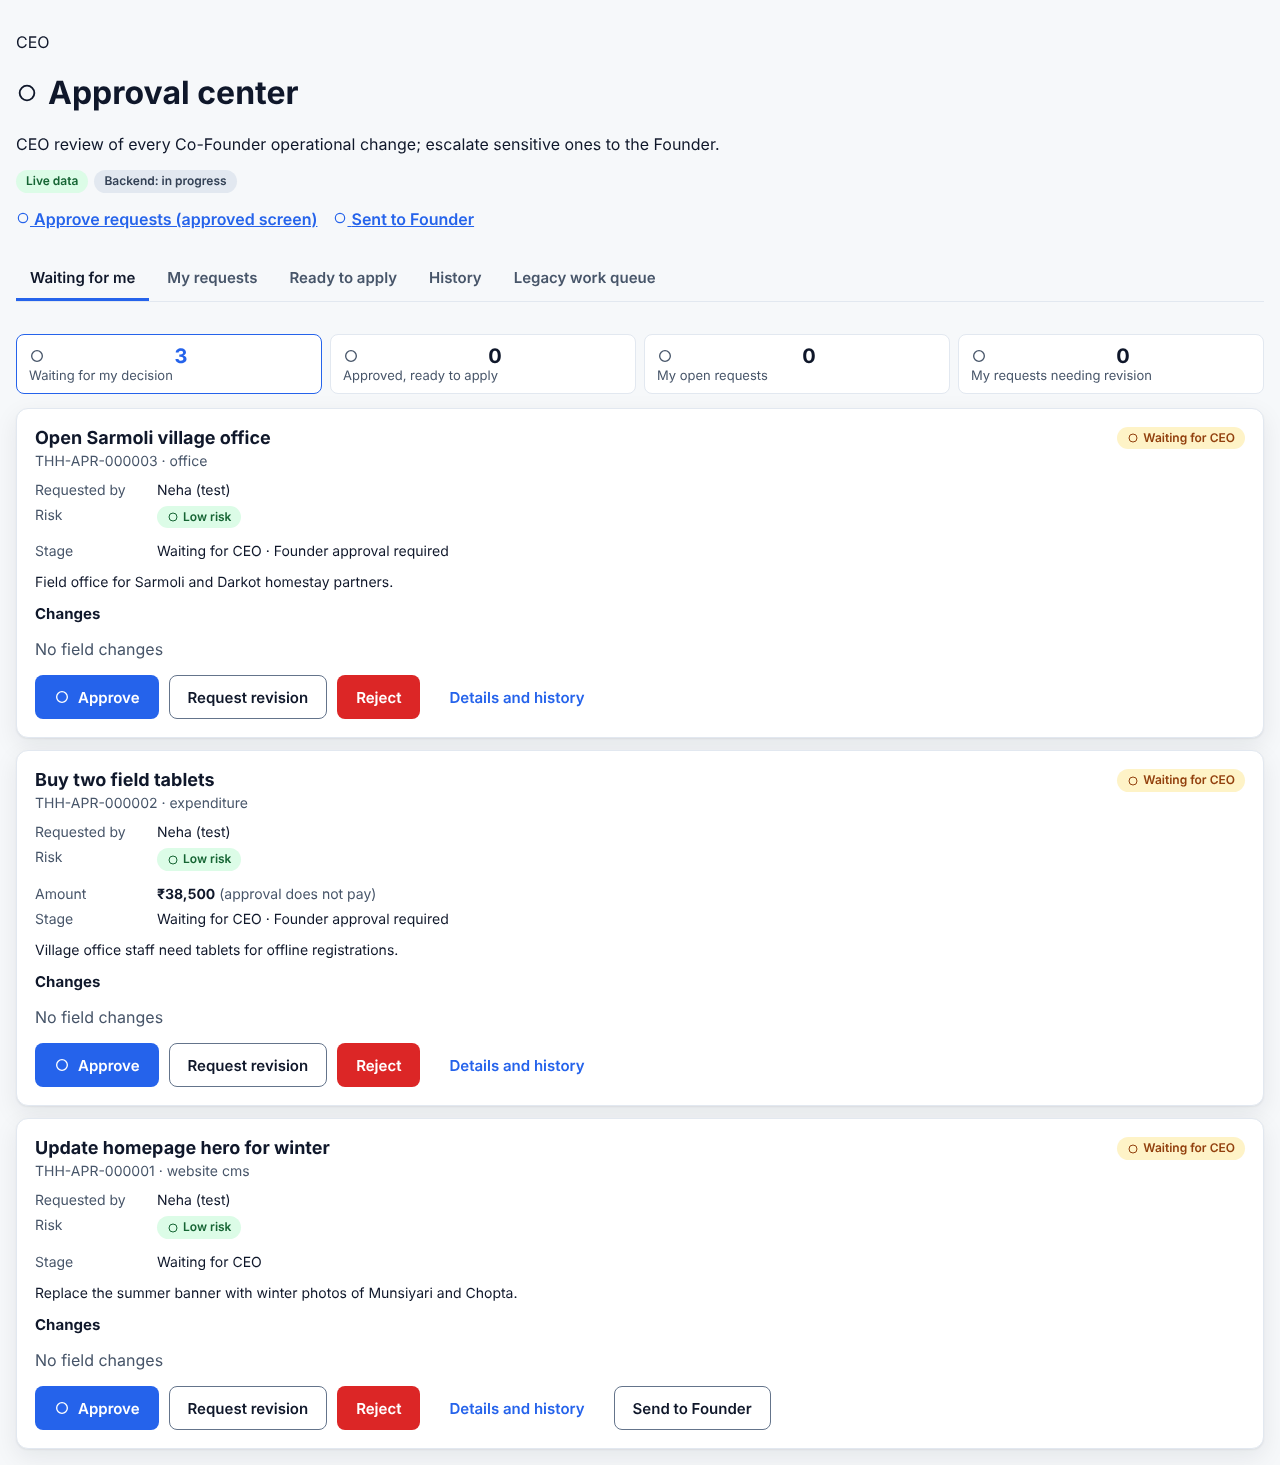 CEO
Approval center
CEO review of every Co-Founder operational change; escalate sensitive ones to the Founder.
Live data Backend: in progress
Approve requests (approved screen) Sent to Founder
Waiting for me My requests Ready to apply History Legacy work queue
3 0 0 0
Waiting for my decision Approved, ready to apply My open requests My requests needing revision
Open Sarmoli village office Waiting for CEO
THH-APR-000003 · office
Requested by Neha (test)
Risk Low risk
Stage Waiting for CEO · Founder approval required
Field office for Sarmoli and Darkot homestay partners.
Changes
No field changes
Approve Request revision Reject Details and history
Buy two field tablets Waiting for CEO
THH-APR-000002 · expenditure
Requested by Neha (test)
Risk Low risk
Amount ₹38,500 (approval does not pay)
Stage Waiting for CEO · Founder approval required
Village office staff need tablets for offline registrations.
Changes
No field changes
Approve Request revision Reject Details and history
Update homepage hero for winter Waiting for CEO
THH-APR-000001 · website cms
Requested by Neha (test)
Risk Low risk
Stage Waiting for CEO
Replace the summer banner with winter photos of Munsiyari and Chopta.
Changes
No field changes
Approve Request revision Reject Details and history Send to Founder